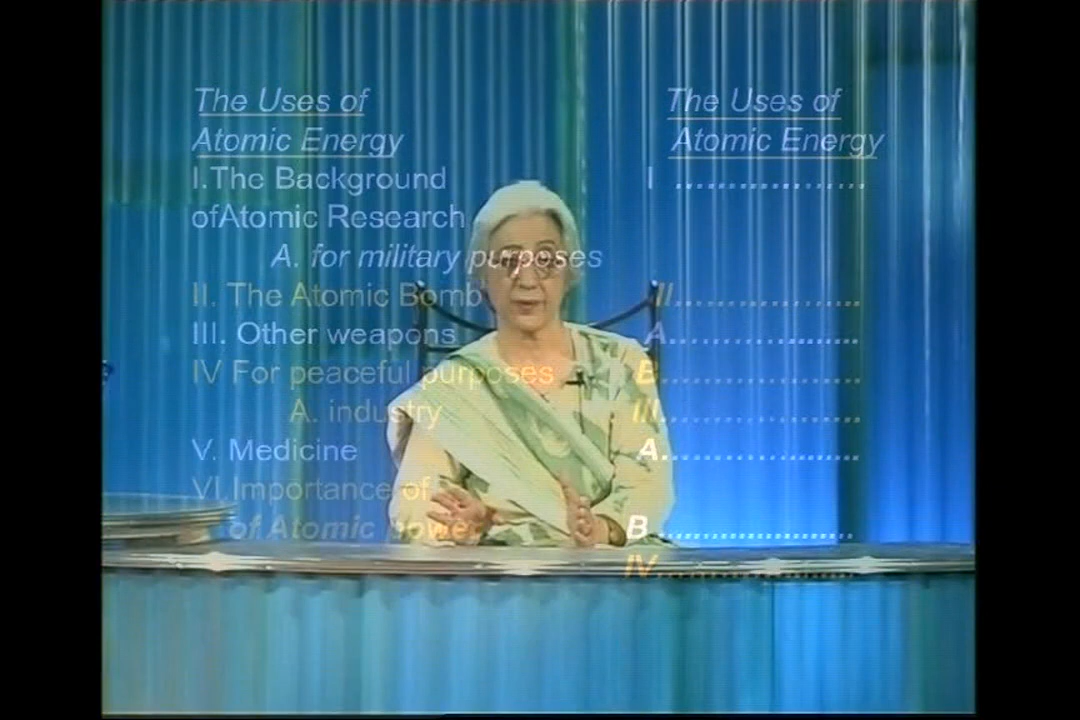 The Uses of
Atomic Energy
I.The Background
ofAtomic Research
A. for military purposes
II. The Atomic Bomb
III. Other weapons
IV For peaceful purposes
A. industry
V. Medicine
VI Importance of
of Atomic power
The Uses of
Atomic Energy
I ...................
II...................
A....................
B....................
III....................
A....................
B....................
IV....................